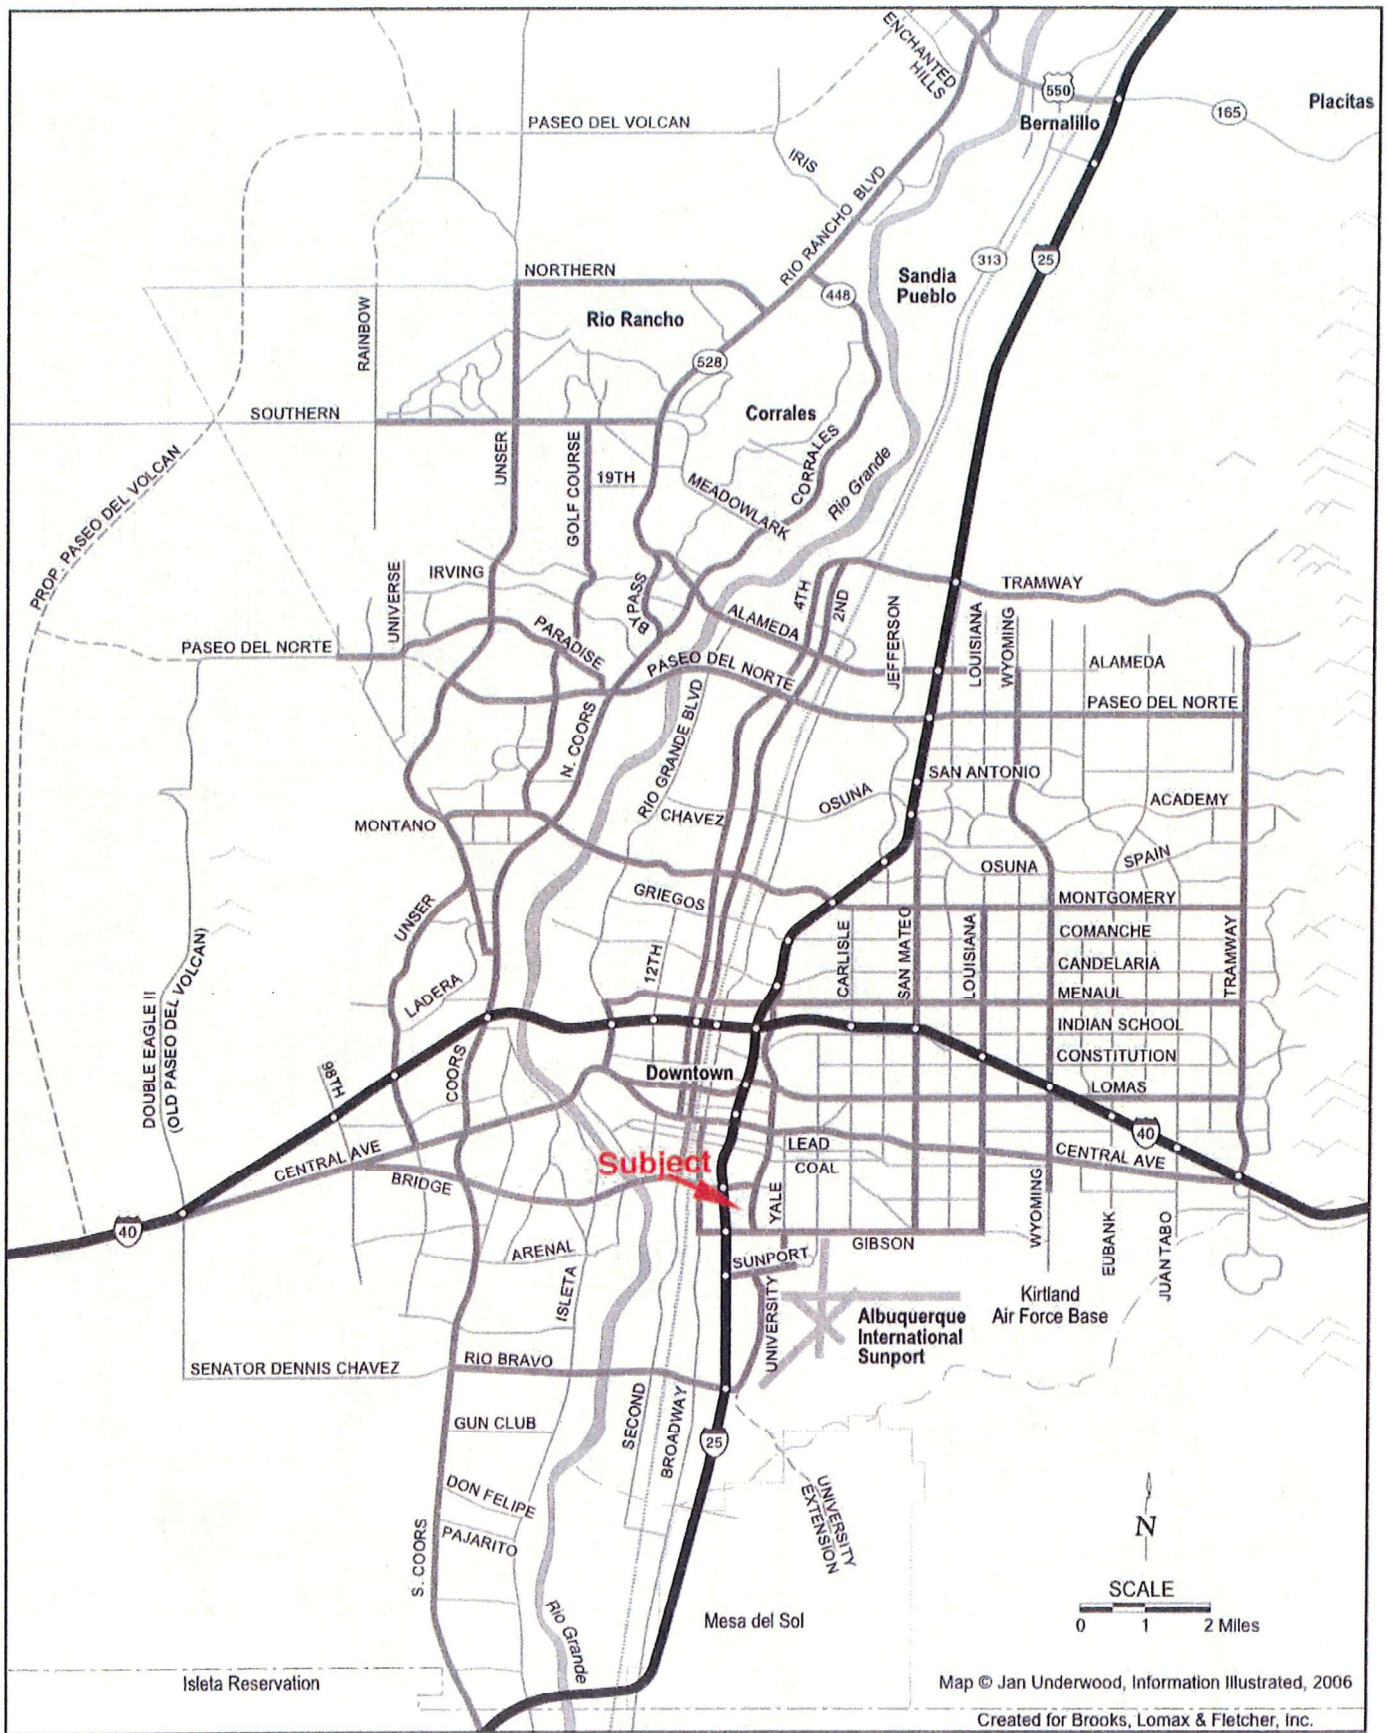 ENCHANTED
HILLS
550
Bernalillo
165
Placitas
PASEO DEL VOLCAN
IRIS
RIO RANCHO BLVD
NORTHERN
448
Sandia
Pueblo
313
25
RAINBOW
Rio Rancho
528
SOUTHERN
Corrales
UNSER
GOLF COURSE
19TH
MEADOWLARK
CORRALES
Rio Grande
PROP. PASEO DEL VOLCAN
UNIVERSE
IRVING
BYPASS
4TH
2ND
TRAMWAY
PASEO DEL NORTE
PARADISE
ALAMEDA
PASEO DEL NORTE
JEFFERSON
LOUISIANA
WYOMING
ALAMEDA
PASEO DEL NORTE
N. COORS
RIO GRANDE BLVD
SAN ANTONIO
MONTANO
CHAVEZ
OSUNA
ACADEMY
OSUNA
SPAIN
UNSER
GRIEGOS
MONTGOMERY
COMANCHE
CANDELARIA
MENAUL
INDIAN SCHOOL
CONSTITUTION
LOMAS
LADERA
12TH
CARLISLE
SAN MATEO
LOUISIANA
TRAMWAY
DOUBLE EAGLE II
(OLD PASEO DEL VOLCAN)
98TH
COORS
Downtown
40
CENTRAL AVE
LEAD
COAL
CENTRAL AVE
BRIDGE
Subject
YALE
WYOMING
EUBANK
JUAN TABO
40
ARENAL
GIBSON
SUNPORT
ISLETA
UNIVERSITY
Kirtland
Air Force Base
Albuquerque
International
Sunport
SENATOR DENNIS CHAVEZ
RIO BRAVO
GUN CLUB
SECOND
BROADWAY
25
DON FELIPE
PAJARITO
S. COORS
UNIVERSITY
EXTENSION
N
Rio Grande
Mesa del Sol
SCALE
0 1 2 Miles
Isleta Reservation
Map © Jan Underwood, Information Illustrated, 2006
Created for Brooks, Lomax & Fletcher, Inc.